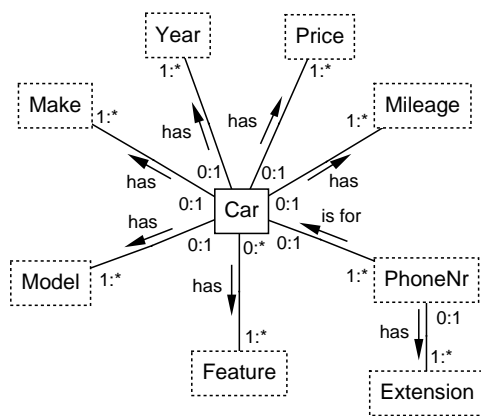 Year
Price
1:*
1:*
Make
Mileage
1:*
1:*
has
has
has
0:1
0:1
has
0:1
0:1
has
Car
is for
0:1
0:*
0:1
Model
1:*
1:*
PhoneNr
has
0:1
has
1:*
1:*
Feature
Extension